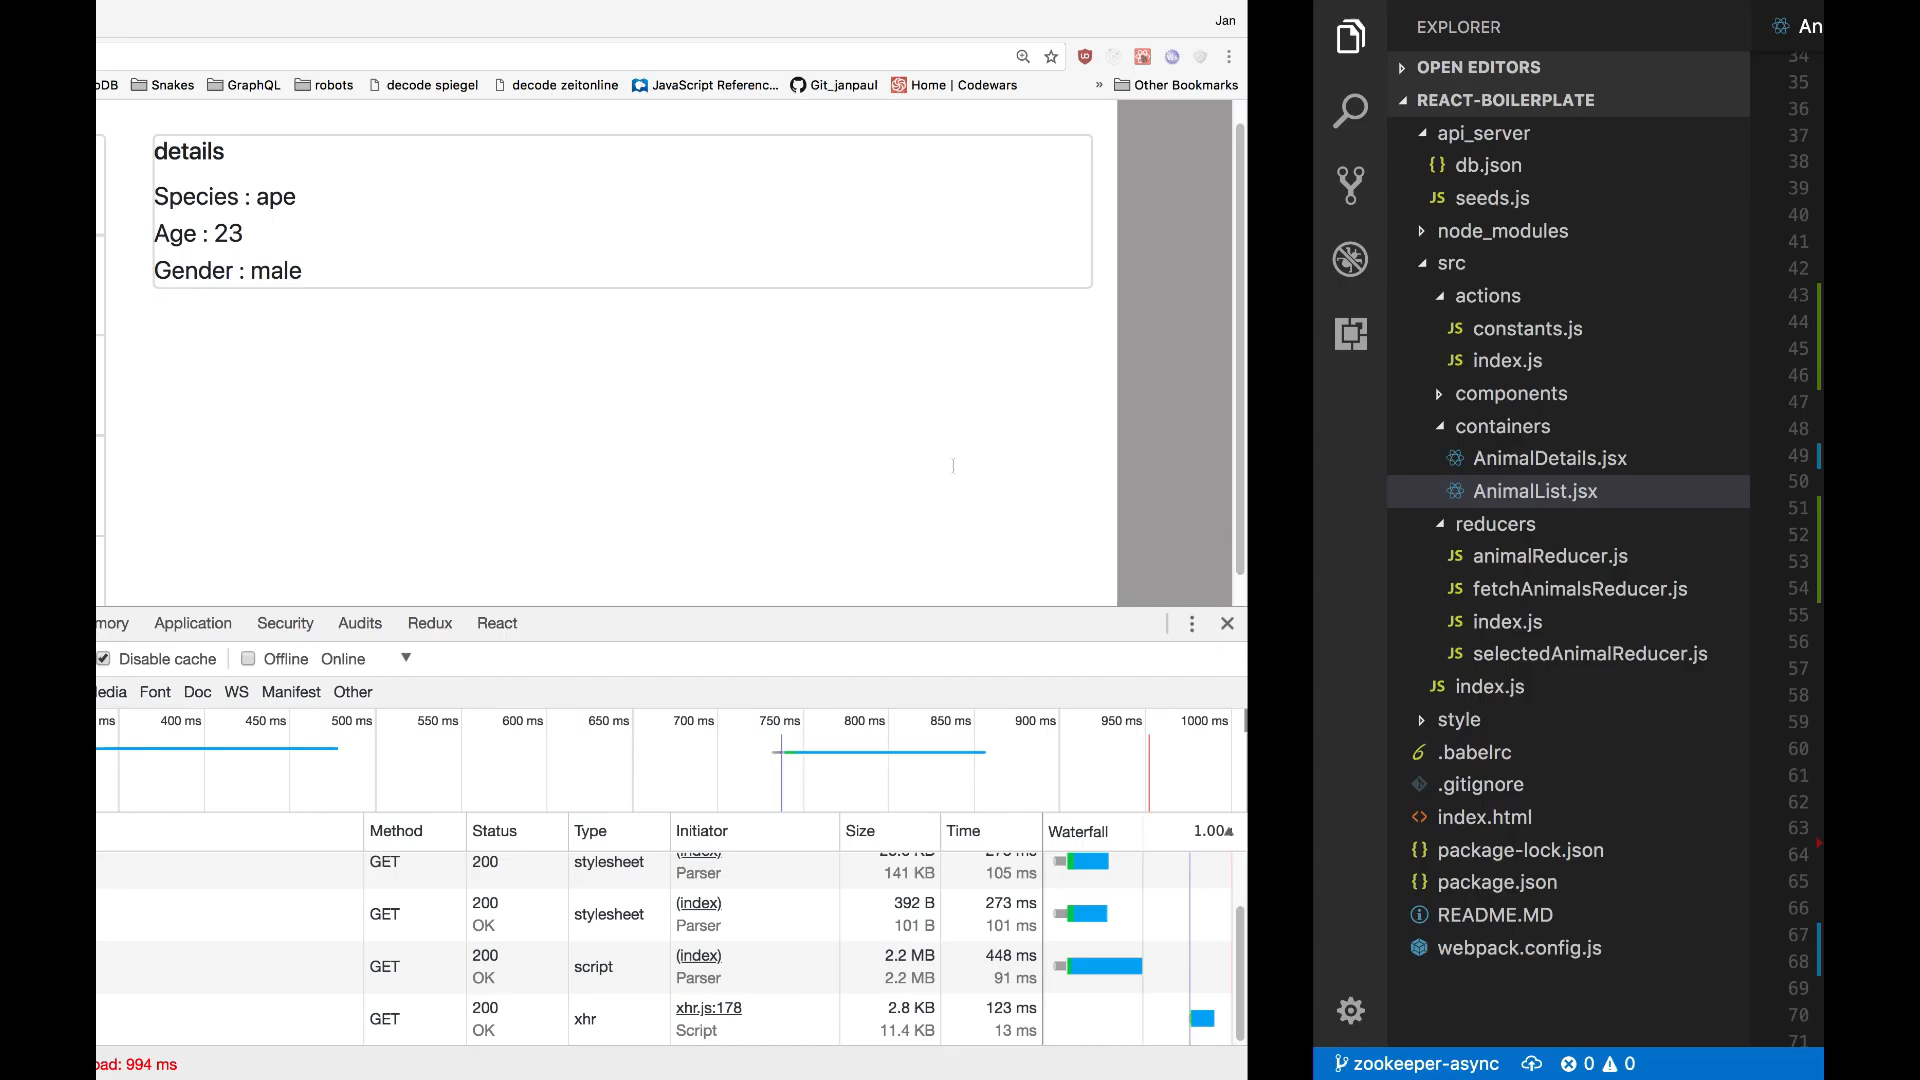 Jan
oDB Snakes GraphQL robots decode spiegel decode zeitonline JavaScript Referenc... Git_janpaul Home | Codewars » Other Bookmarks
details
Species : ape
Age : 23
Gender : male
mory Application Security Audits Redux React
Disable cache Offline Online
ledia Font Doc WS Manifest Other
ms 400 ms 450 ms 500 ms 550 ms 600 ms 650 ms 700 ms 750 ms 800 ms 850 ms 900 ms 950 ms 1000 ms
Method Status Type Initiator Size Time Waterfall 1.00
GET 200 stylesheet (index)
Parser 141 KB 105 ms
GET 200 stylesheet (index) 392 B 273 ms
OK Parser 101 B 101 ms
GET 200 script (index) 2.2 MB 448 ms
OK Parser 2.2 MB 91 ms
GET 200 xhr xhr.js:178 2.8 KB 123 ms
OK Script 11.4 KB 13 ms
oad: 994 ms
EXPLORER
OPEN EDITORS
REACT-BOILERPLATE
api_server
{} db.json
JS seeds.js
node_modules
src
actions
JS constants.js
JS index.js
components
containers
AnimalDetails.jsx
AnimalList.jsx
reducers
JS animalReducer.js
JS fetchAnimalsReducer.js
JS index.js
JS selectedAnimalReducer.js
JS index.js
style
.babelrc
.gitignore
<> index.html
{} package-lock.json
{} package.json
README.MD
webpack.config.js
zookeeper-async 0 0
An
34
35
36
37
38
39
40
41
42
43
44
45
46
47
48
49
50
51
52
53
54
55
56
57
58
59
60
61
62
63
64
65
66
67
68
69
70
71